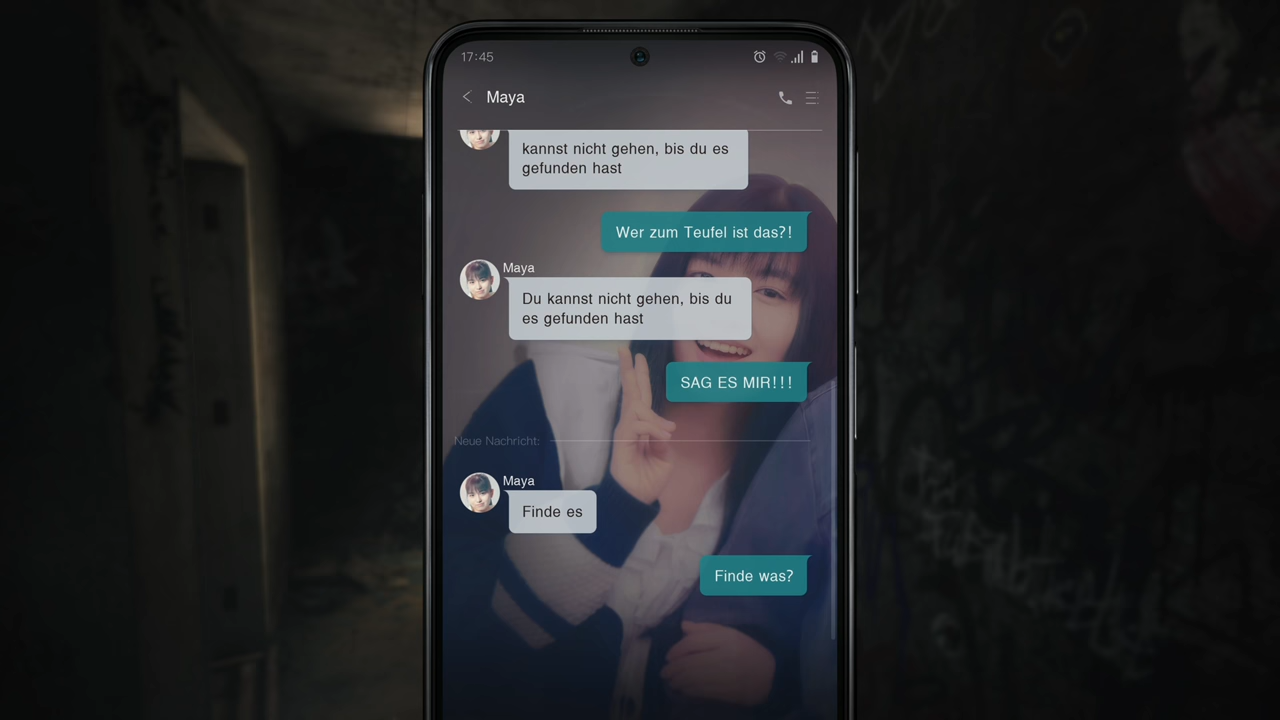 17:45
Maya
kannst nicht gehen, bis du es
gefunden hast
Wer zum Teufel ist das?!
Maya
Du kannst nicht gehen, bis du
es gefunden hast
SAG ES MIR!!!
Neue Nachricht:
Maya
Finde es
Finde was?